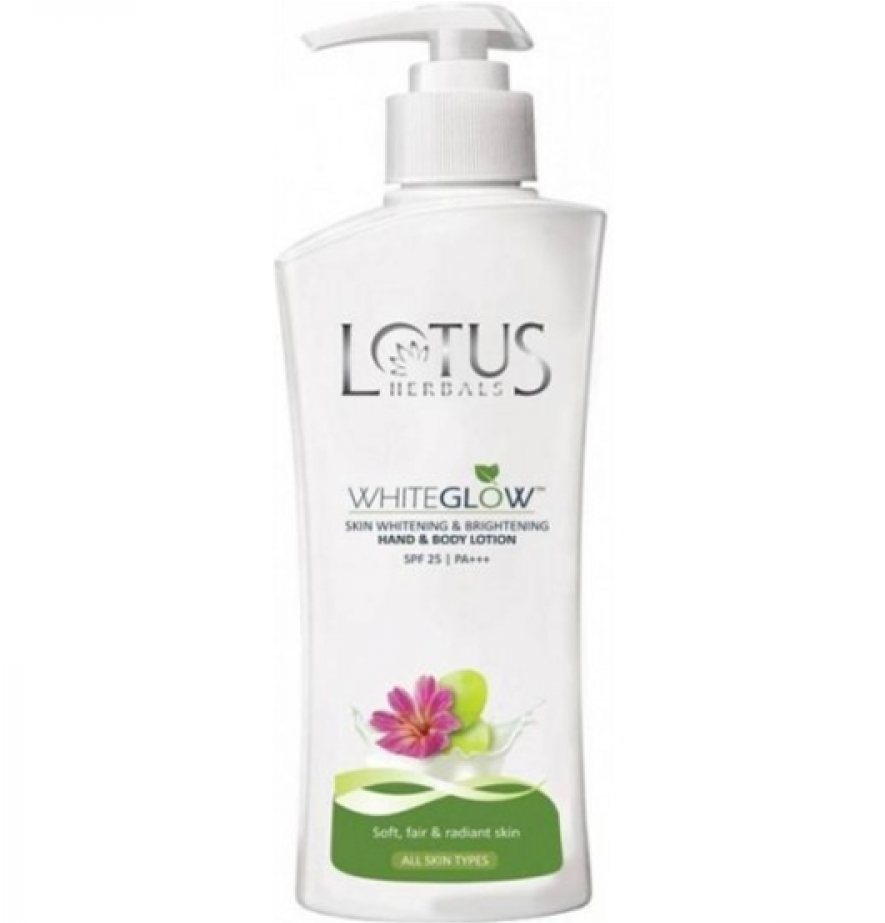 LOTUS
HERBALS
WHITEGLOW™
SKIN WHITENING & BRIGHTENING
HAND & BODY LOTION
SPF 25 | PA+++
Soft, fair & radiant skin
ALL SKIN TYPES